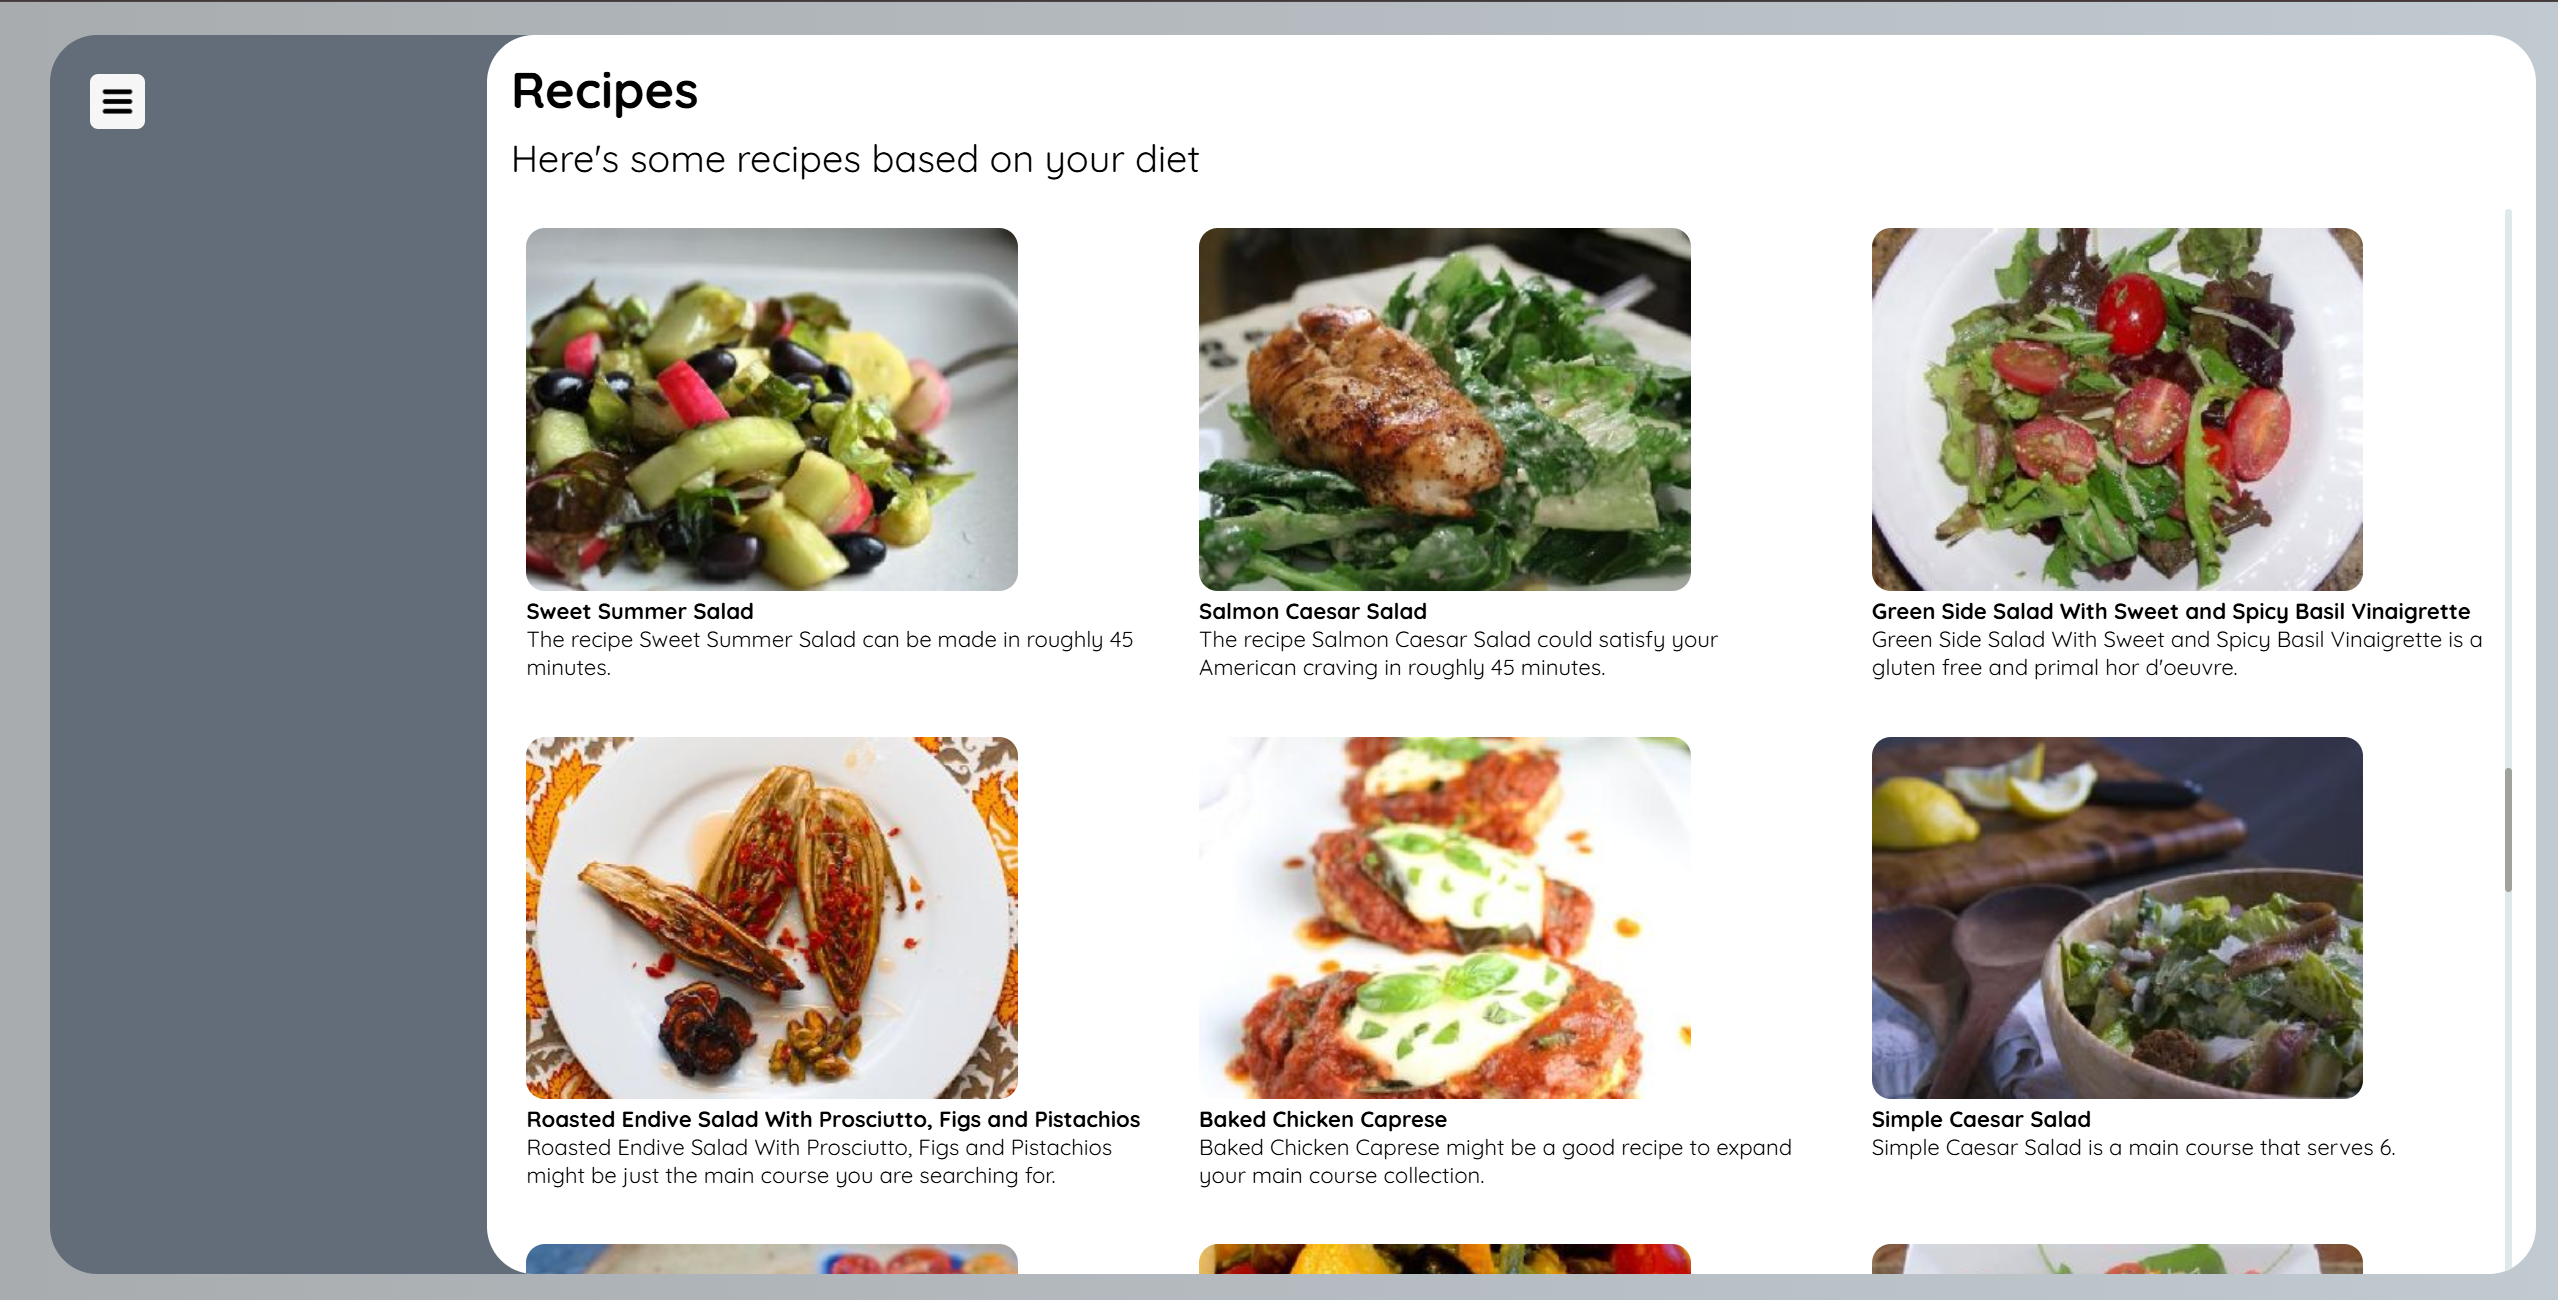 Recipes
Here's some recipes based on your diet
Sweet Summer Salad
The recipe Sweet Summer Salad can be made in roughly 45
minutes.
Salmon Caesar Salad
The recipe Salmon Caesar Salad could satisfy your
American craving in roughly 45 minutes.
Green Side Salad With Sweet and Spicy Basil Vinaigrette
Green Side Salad With Sweet and Spicy Basil Vinaigrette is a
gluten free and primal hor d'oeuvre.
Roasted Endive Salad With Prosciutto, Figs and Pistachios
Roasted Endive Salad With Prosciutto, Figs and Pistachios
might be just the main course you are searching for.
Baked Chicken Caprese
Baked Chicken Caprese might be a good recipe to expand
your main course collection.
Simple Caesar Salad
Simple Caesar Salad is a main course that serves 6.